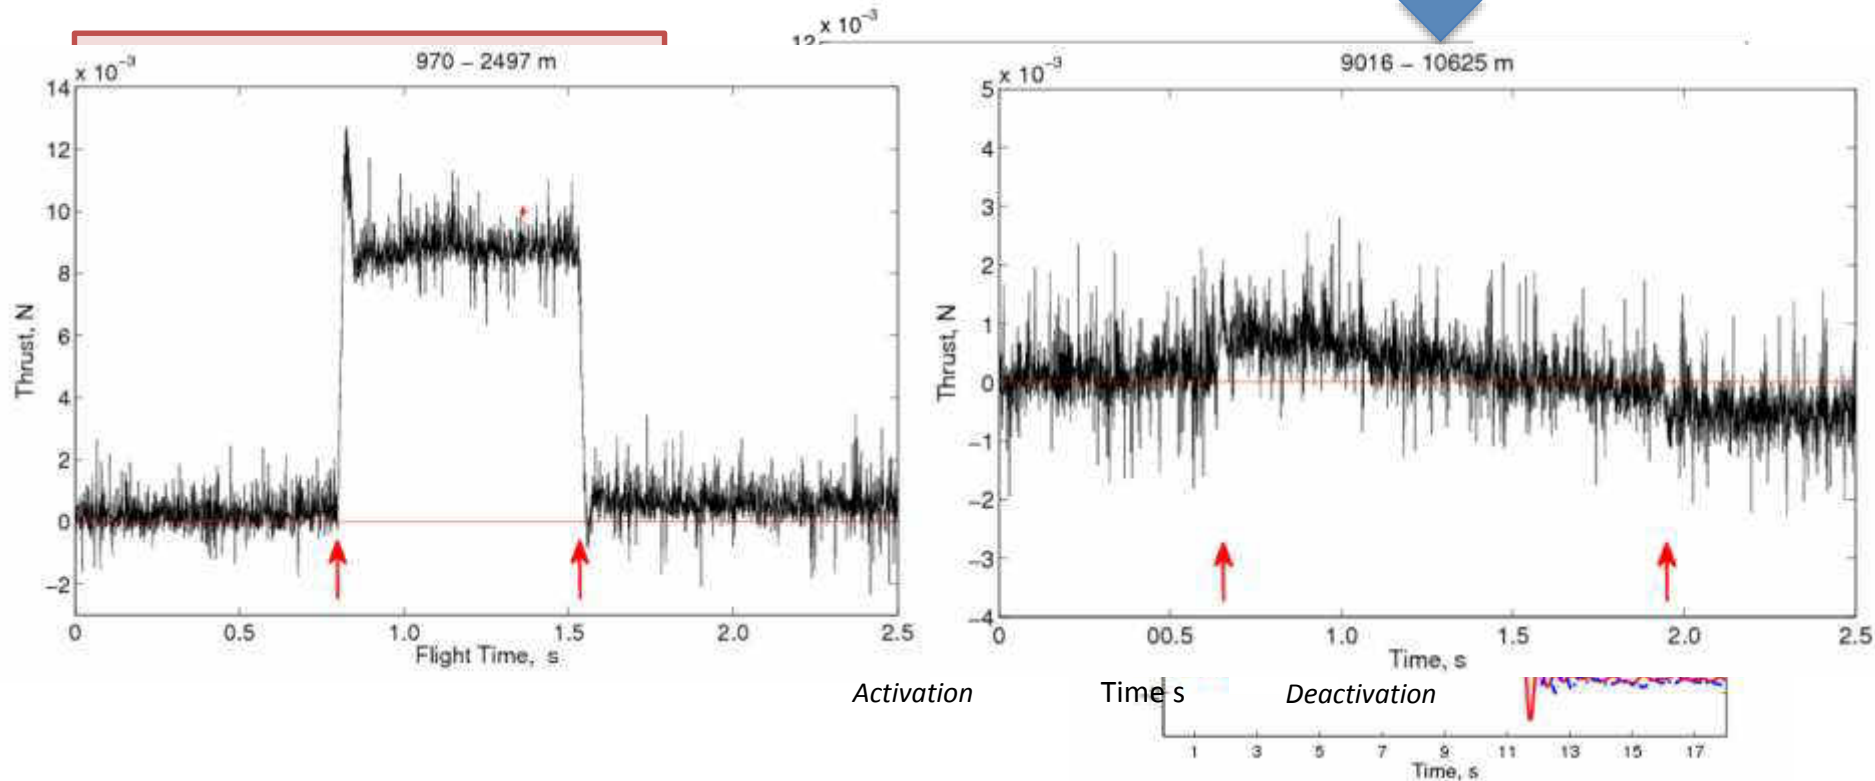 x 10⁻³
12
970 – 2497 m
x 10⁻³
14
12
10
8
6
4
2
0
−2
Thrust, N
0 0.5 1.0 1.5 2.0 2.5
Flight Time, s
9016 – 10625 m
x 10⁻³
5
4
3
2
1
0
−1
−2
−3
−4
Thrust, N
0 00.5 1.0 1.5 2.0 2.5
Time, s
Activation Time s Deactivation
1 3 5 7 9 11 13 15 17
Time, s